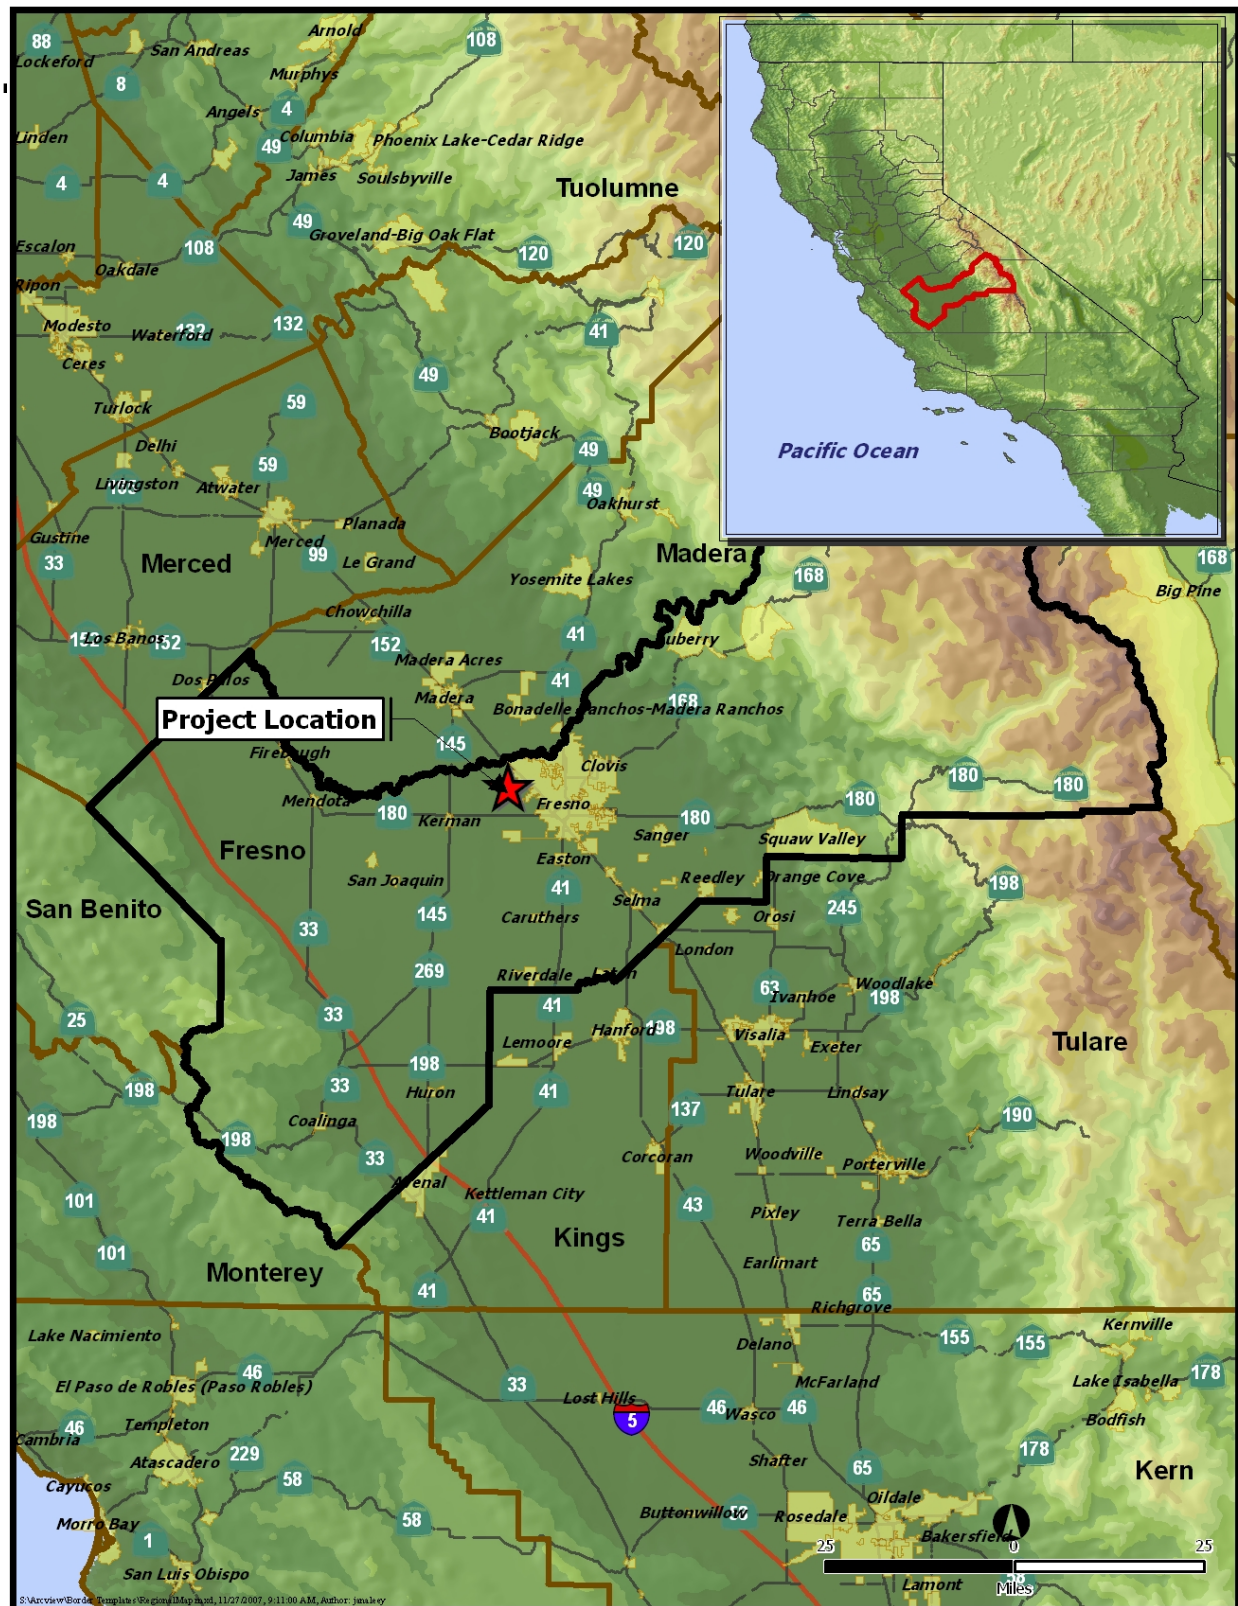 88
Lockeford
San Andreas
Arnold
108
8
Murphys
Angels
4
Linden
Columbia
49
Phoenix Lake-Cedar Ridge
4
4
James
Soulsbyville
Tuolumne
49
Groveland-Big Oak Flat
Escalon
108
120
120
Oakdale
Ripon
Modesto
Waterford
132
132
41
Ceres
49
59
Turlock
Bootjack
Delhi
49
59
Livingston
Atwater
49
Oakhurst
Pacific Ocean
Gustine
Merced
Planada
33
Merced
99
Le Grand
Madera
Yosemite Lakes
168
168
Big Pine
Chowchilla
152
Los Banos
152
152
41
Madera Acres
Dos Palos
41
Madera
168
Bonadelle Ranchos-Madera Ranchos
Project Location
145
Firebaugh
Clovis
180
180
Mendota
180
Fresno
180
180
Kerman
Sanger
Squaw Valley
Fresno
Easton
San Joaquin
41
Reedley
Orange Cove
198
Selma
San Benito
145
Caruthers
Orosi
245
33
London
269
Riverdale
Laton
63
Ivanhoe
Woodlake
198
41
25
33
Hanford
198
Visalia
Lemoore
Exeter
Tulare
198
33
198
Huron
41
Tulare
Lindsay
198
Coalinga
137
190
198
33
Corcoran
Woodville
Porterville
Avenal
Kettleman City
101
41
43
Pixley
Terra Bella
101
Kings
65
Monterey
Earlimart
41
65
Richgrove
Lake Nacimiento
Delano
155
155
Kernville
46
33
El Paso de Robles (Paso Robles)
Lost Hills
5
46
Wasco
46
McFarland
Lake Isabella
178
Templeton
46
Cambria
Bodfish
Atascadero
229
58
Shafter
65
178
Kern
Cayucos
Oildale
Buttonwillow
Rosedale
Morro Bay
1
58
Bakersfield
25
0
25
San Luis Obispo
Lamont
58
Miles